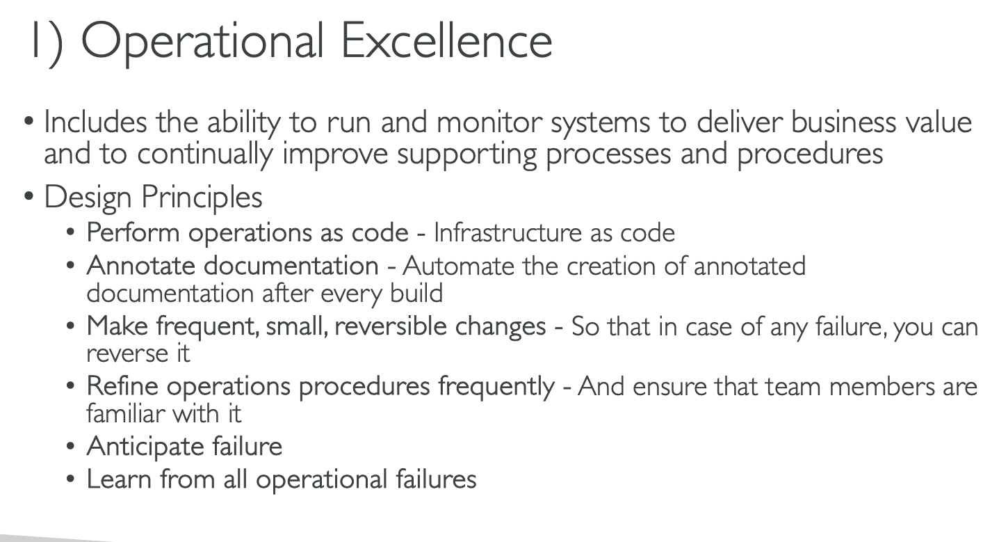 1) Operational Excellence
• Includes the ability to run and monitor systems to deliver business value
and to continually improve supporting processes and procedures
• Design Principles
• Perform operations as code - Infrastructure as code
• Annotate documentation - Automate the creation of annotated
documentation after every build
• Make frequent, small, reversible changes - So that in case of any failure, you can
reverse it
• Refine operations procedures frequently - And ensure that team members are
familiar with it
• Anticipate failure
• Learn from all operational failures